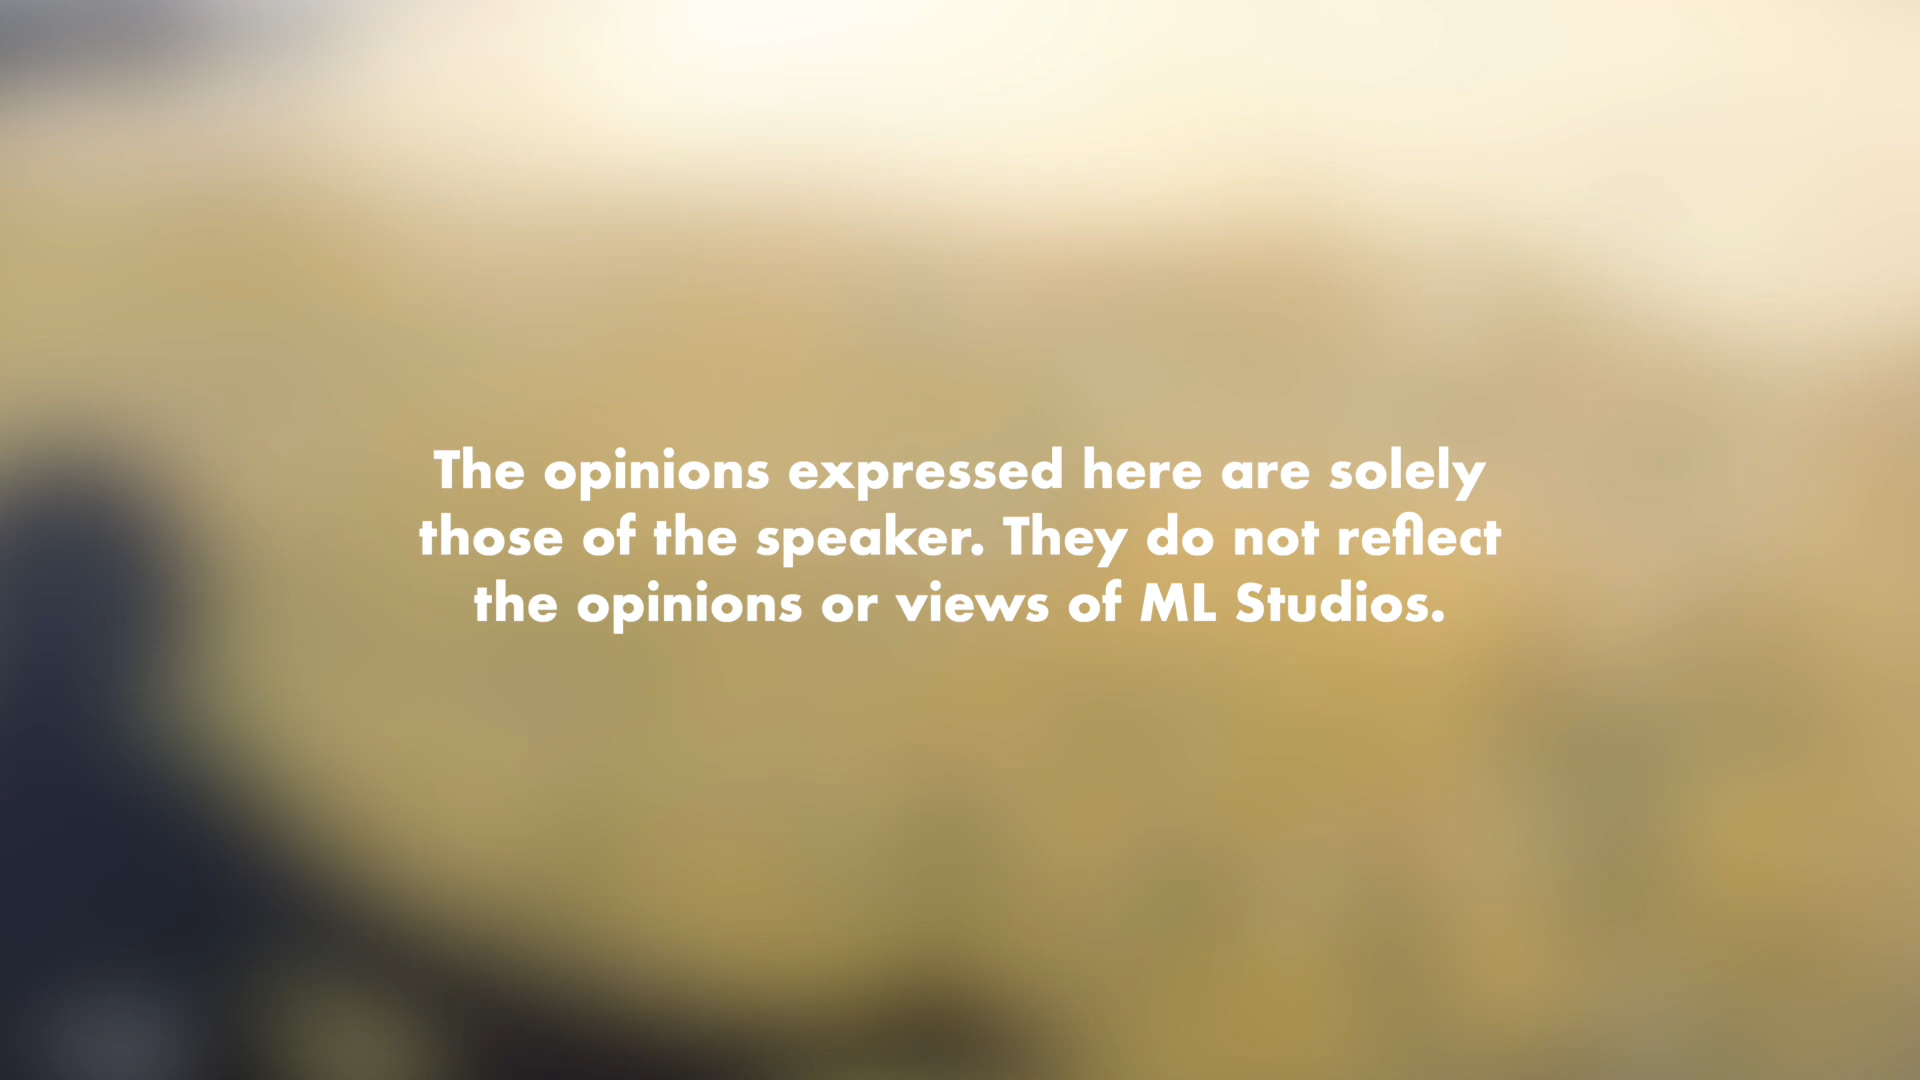 The opinions expressed here are solely
those of the speaker. They do not reflect
the opinions or views of ML Studios.